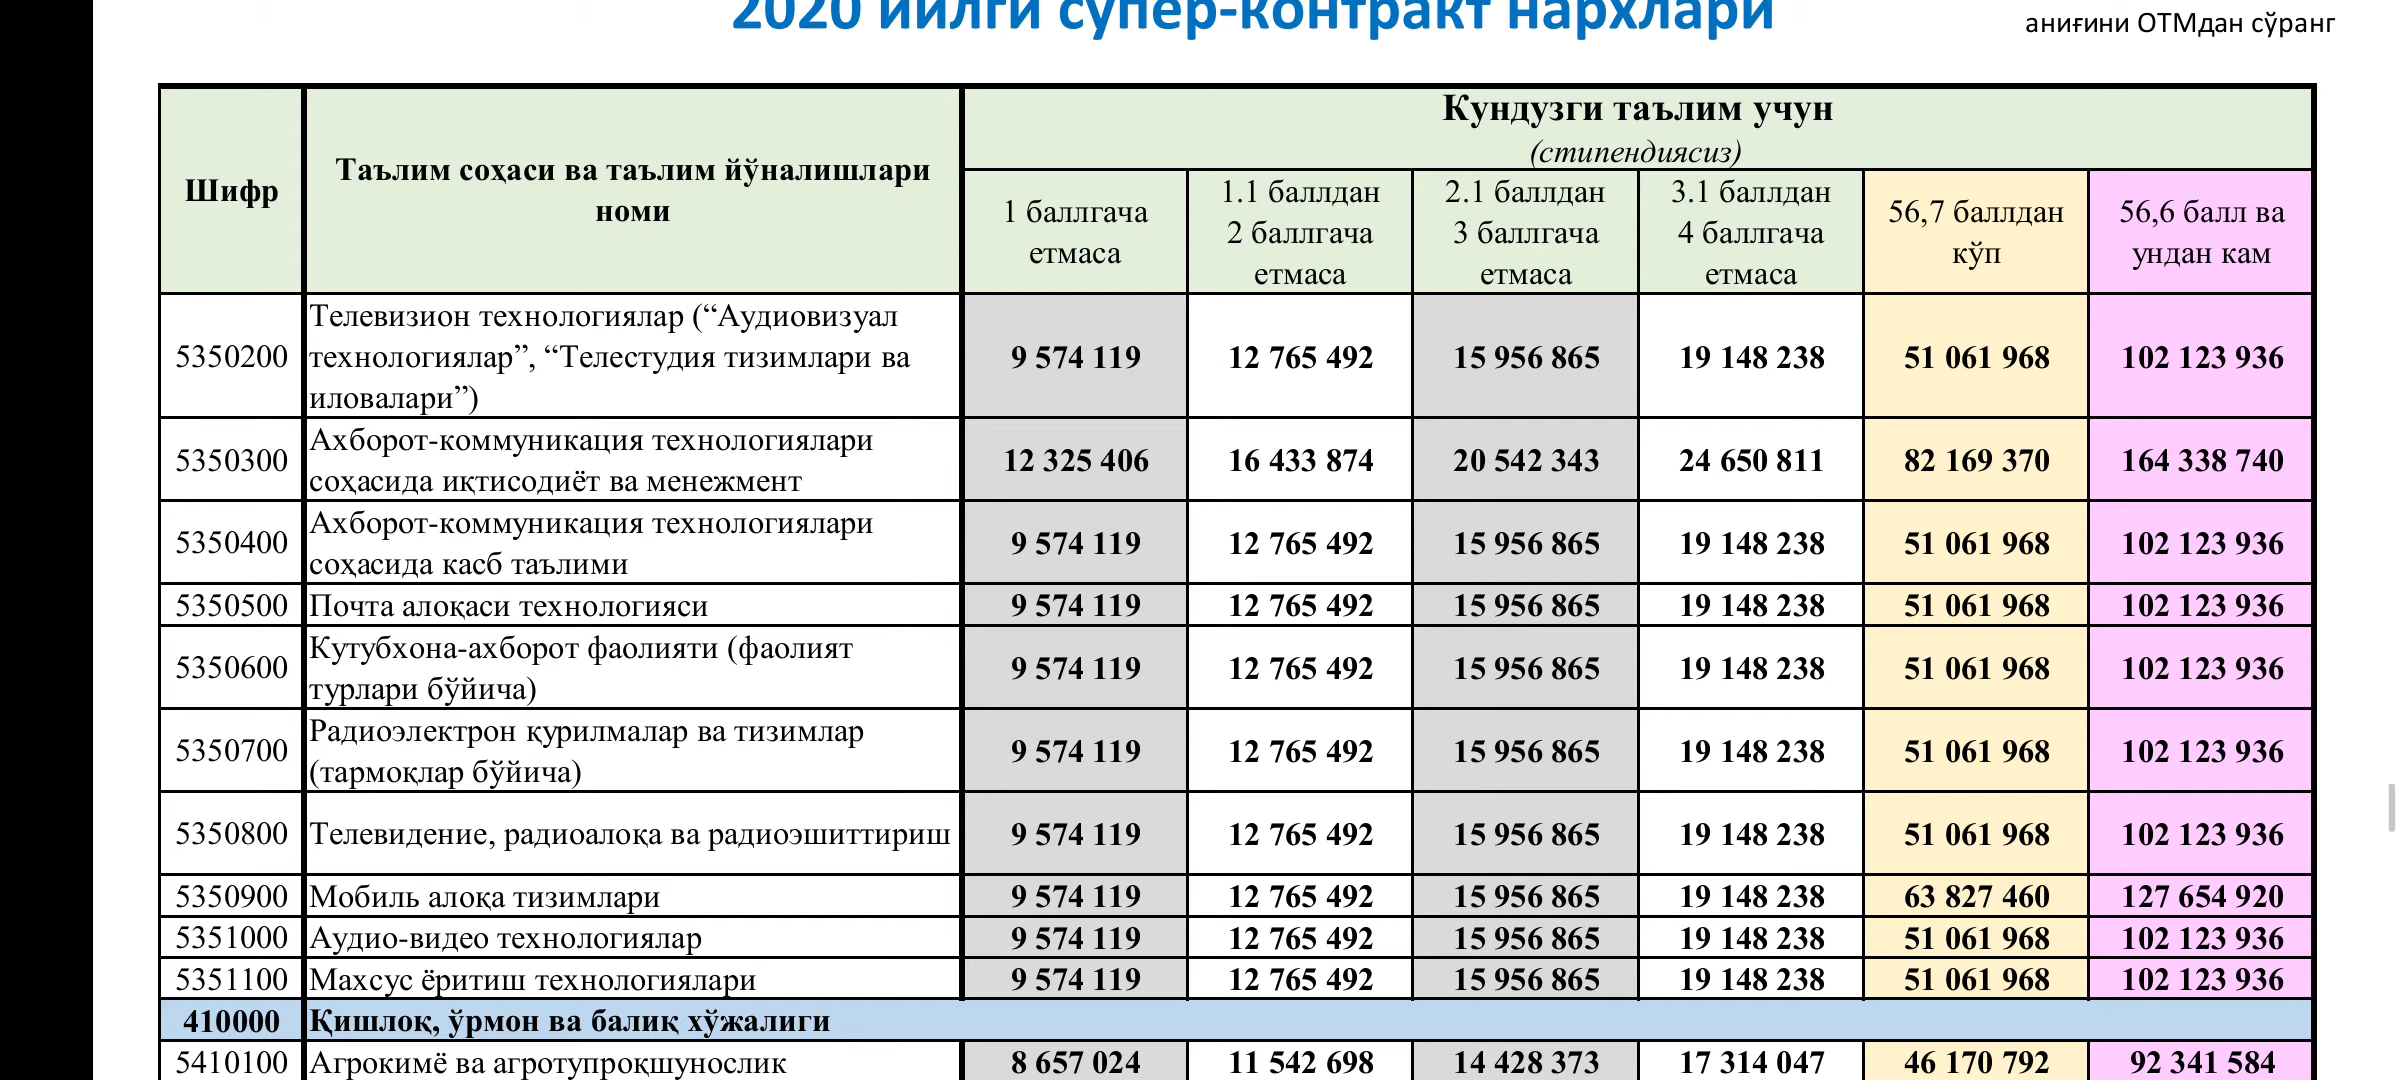 2020 йилги супер-контракт нархлари
аниғини ОТМдан сўранг
Шифр
Таълим соҳаси ва таълим йўналишлари
номи
Кундузги таълим учун
(стипендиясиз)
1 баллгача
етмаса
1.1 баллдан
2 баллгача
етмаса
2.1 баллдан
3 баллгача
етмаса
3.1 баллдан
4 баллгача
етмаса
56,7 баллдан
кўп
56,6 балл ва
ундан кам
Телевизион технологиялар (“Аудиовизуал
5350200 технологиялар”, “Телестудия тизимлари ва 9 574 119 12 765 492 15 956 865 19 148 238 51 061 968 102 123 936
иловалари”)
Ахборот-коммуникация технологиялари
5350300 12 325 406 16 433 874 20 542 343 24 650 811 82 169 370 164 338 740
соҳасида иқтисодиёт ва менежмент
Ахборот-коммуникация технологиялари
5350400 9 574 119 12 765 492 15 956 865 19 148 238 51 061 968 102 123 936
соҳасида касб таълими
5350500 Почта алоқаси технологияси 9 574 119 12 765 492 15 956 865 19 148 238 51 061 968 102 123 936
Кутубхона-ахборот фаолияти (фаолият
5350600 9 574 119 12 765 492 15 956 865 19 148 238 51 061 968 102 123 936
турлари бўйича)
Радиоэлектрон қурилмалар ва тизимлар
5350700 9 574 119 12 765 492 15 956 865 19 148 238 51 061 968 102 123 936
(тармоқлар бўйича)
5350800 Телевидение, радиоалоқа ва радиоэшиттириш 9 574 119 12 765 492 15 956 865 19 148 238 51 061 968 102 123 936
5350900 Мобиль алоқа тизимлари 9 574 119 12 765 492 15 956 865 19 148 238 63 827 460 127 654 920
5351000 Аудио-видео технологиялар 9 574 119 12 765 492 15 956 865 19 148 238 51 061 968 102 123 936
5351100 Махсус ёритиш технологиялари 9 574 119 12 765 492 15 956 865 19 148 238 51 061 968 102 123 936
410000 Қишлоқ, ўрмон ва балиқ хўжалиги
5410100 Агрокимё ва агротупроқшунослик 8 657 024 11 542 698 14 428 373 17 314 047 46 170 792 92 341 584